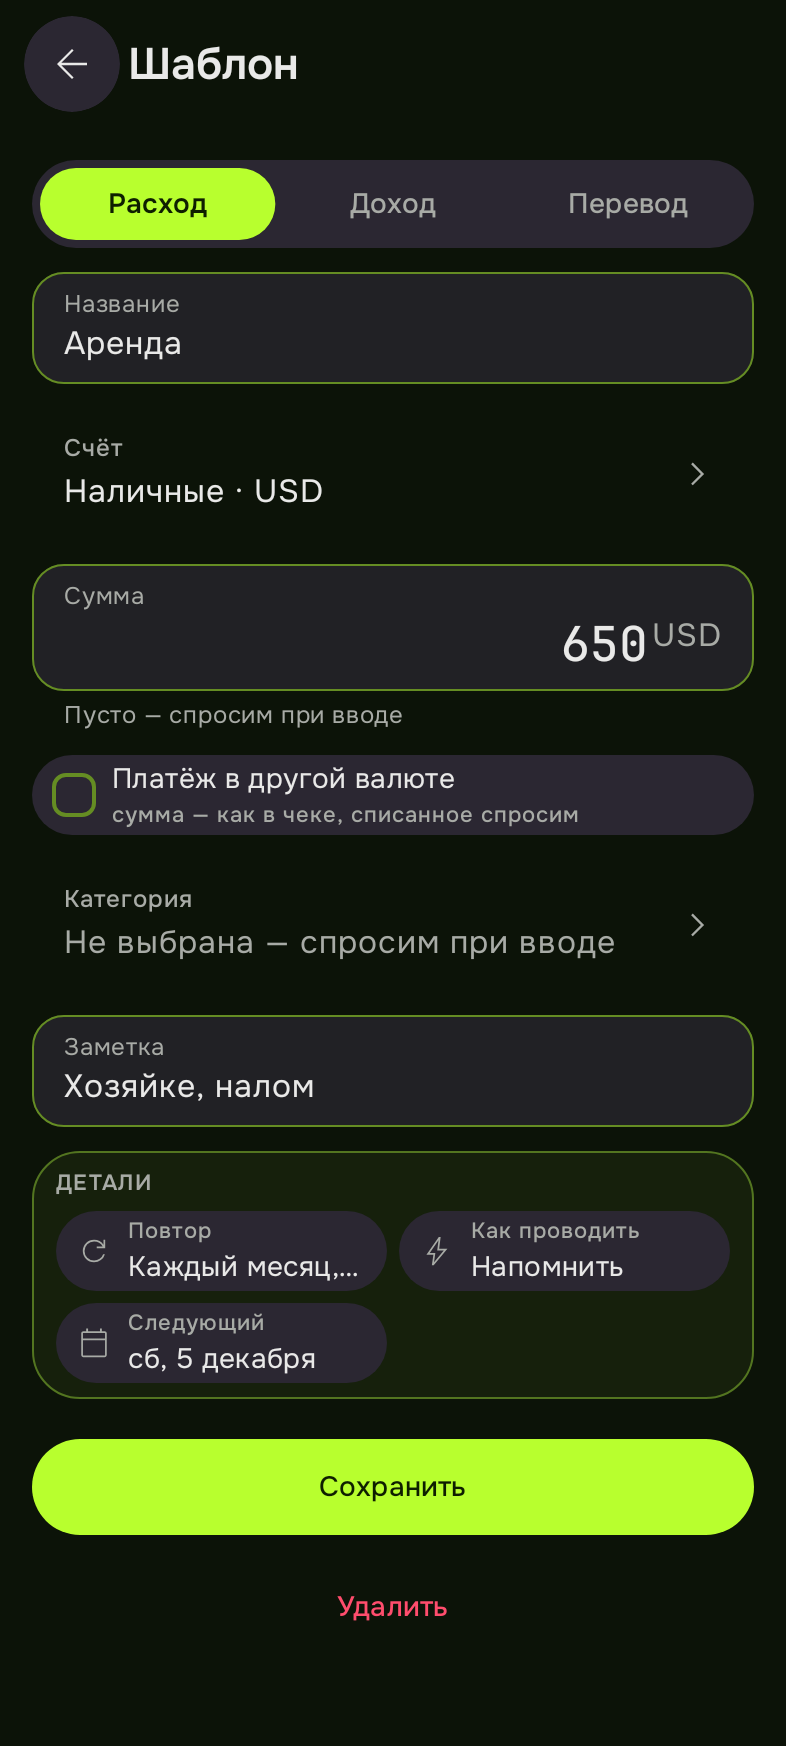 Шаблон
Расход
Доход
Перевод
Название
Аренда
Счёт
Наличные · USD
Сумма
650 USD
Пусто — спросим при вводе
Платёж в другой валюте
сумма — как в чеке, списанное спросим
Категория
Не выбрана — спросим при вводе
Заметка
Хозяйке, налом
ДЕТАЛИ
Повтор
Каждый месяц,...
Как проводить
Напомнить
Следующий
сб, 5 декабря
Сохранить
Удалить